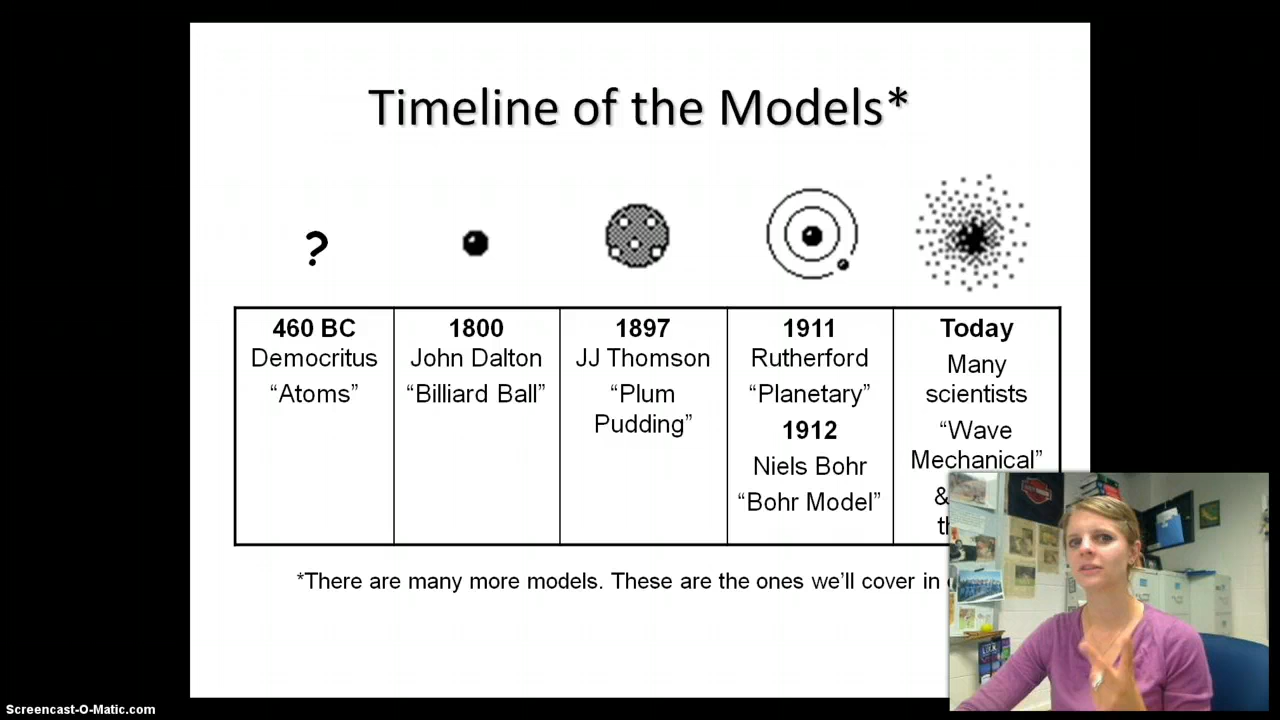 Timeline of the Models*
?
460 BC
Democritus
“Atoms”
1800
John Dalton
“Billiard Ball”
1897
JJ Thomson
“Plum
Pudding”
1911
Rutherford
“Planetary”
1912
Niels Bohr
“Bohr Model”
Today
Many
scientists
“Wave
Mechanical”
&
*There are many more models. These are the ones we’ll cover in
Screencast-O-Matic.com